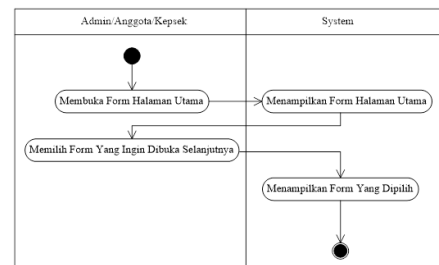 Admin/Anggota/Kepsek
System
Membuka Form Halaman Utama
Menampilkan Form Halaman Utama
Memilih Form Yang Ingin Dibuka Selanjutnya
Menampilkan Form Yang Dipilih